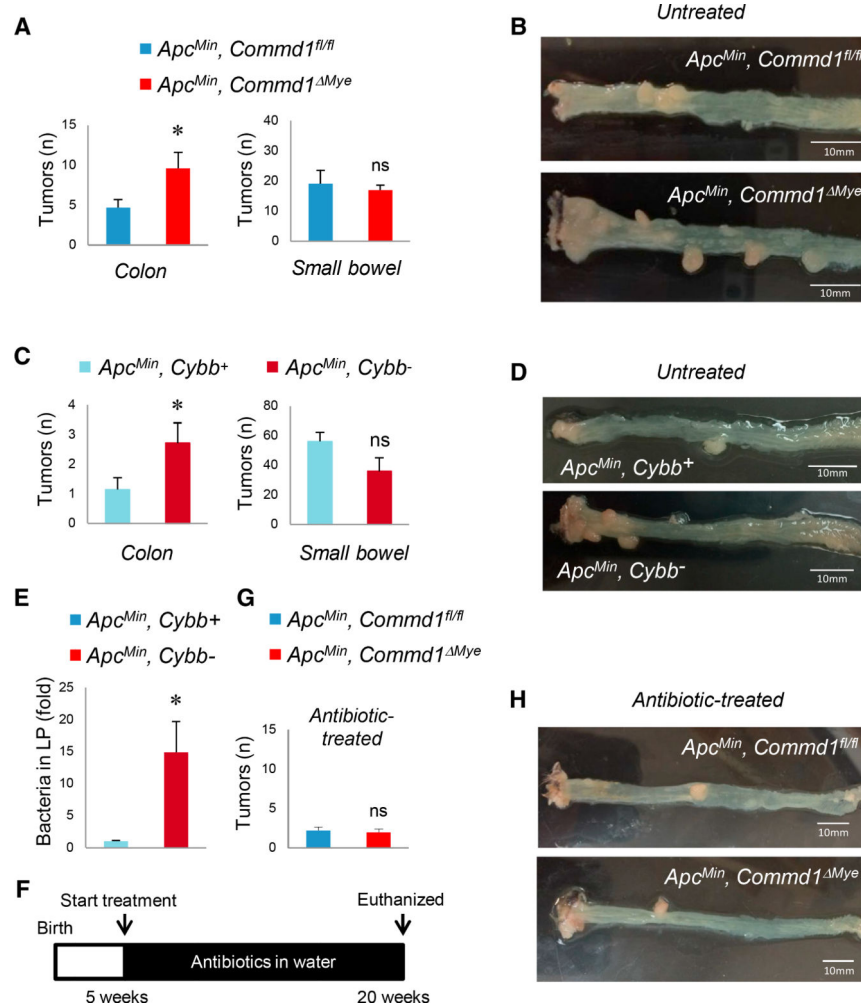 A
Apc^Min, Commd1^fl/fl
Apc^Min, Commd1^ΔMye
Tumors (n)
15
10
5
0
*
Colon
Tumors (n)
40
30
20
10
0
ns
Small bowel
B
Untreated
Apc^Min, Commd1^fl/fl
10mm
Apc^Min, Commd1^ΔMye
10mm
C
Apc^Min, Cybb+
Apc^Min, Cybb-
Tumors (n)
4
3
2
1
0
*
Colon
Tumors (n)
80
60
40
20
0
ns
Small bowel
D
Untreated
Apc^Min, Cybb+
10mm
Apc^Min, Cybb-
10mm
E
Apc^Min, Cybb+
Apc^Min, Cybb-
Bacteria in LP (fold)
25
20
15
10
5
0
*
G
Apc^Min, Commd1^fl/fl
Apc^Min, Commd1^ΔMye
Antibiotic-
treated
Tumors (n)
15
10
5
0
ns
F
Start treatment
Euthanized
Birth
Antibiotics in water
5 weeks
20 weeks
H
Antibiotic-treated
Apc^Min, Commd1^fl/fl
10mm
Apc^Min, Commd1^ΔMye
10mm